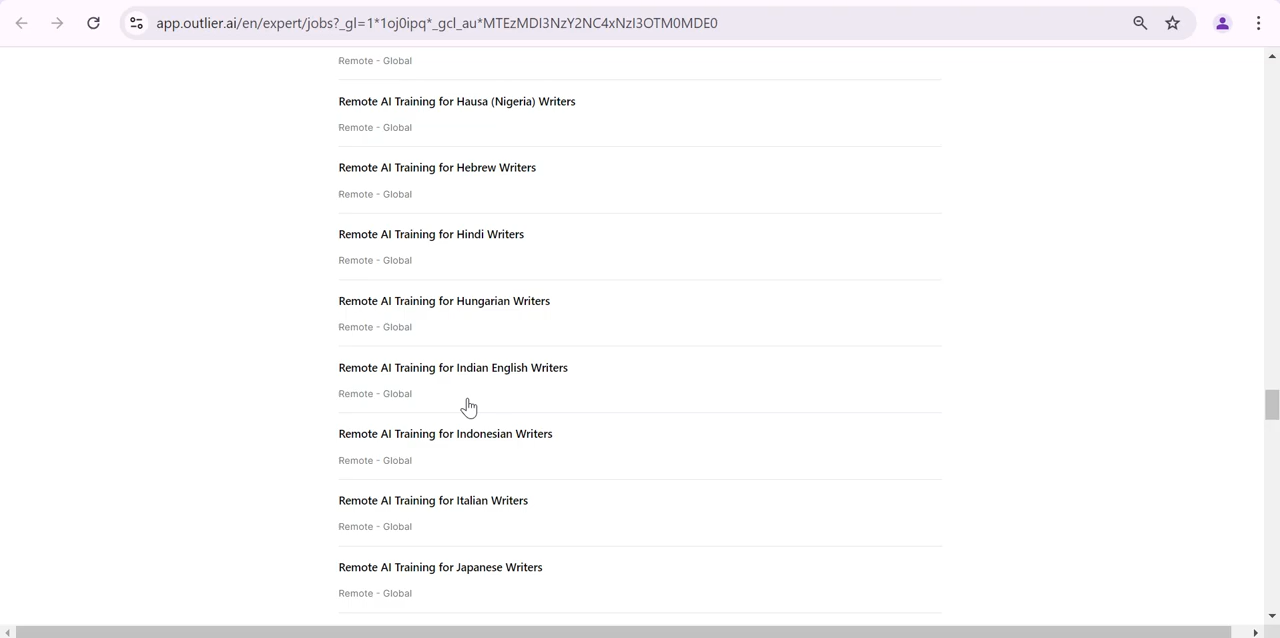 app.outlier.ai/en/expert/jobs?_gl=1*1oj0ipq*_gcl_au*MTEzMDI3NzY2NC4xNzI3OTM0MDE0
Remote - Global
Remote AI Training for Hausa (Nigeria) Writers
Remote - Global
Remote AI Training for Hebrew Writers
Remote - Global
Remote AI Training for Hindi Writers
Remote - Global
Remote AI Training for Hungarian Writers
Remote - Global
Remote AI Training for Indian English Writers
Remote - Global
Remote AI Training for Indonesian Writers
Remote - Global
Remote AI Training for Italian Writers
Remote - Global
Remote AI Training for Japanese Writers
Remote - Global